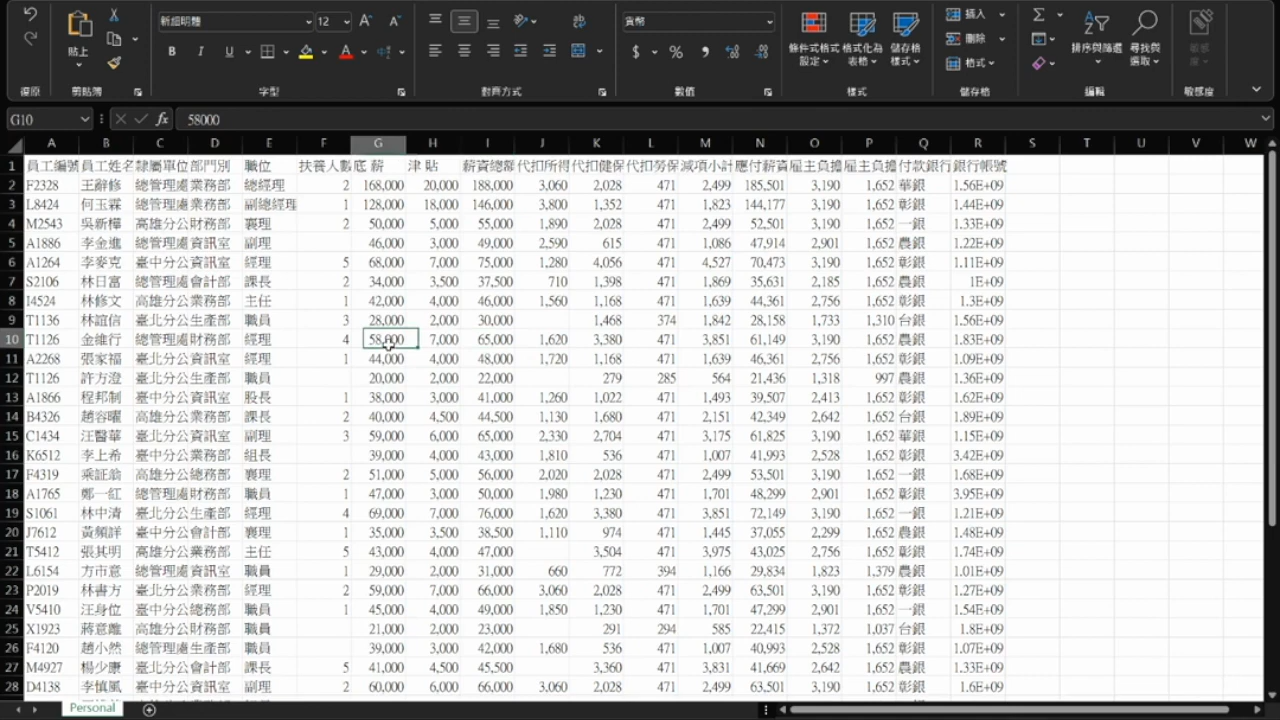 貼上 新細明體 12 A^ Aˇ ab 貨幣 條件式格式設定 格式化為表格 儲存格樣式 插入 刪除 格式 排序與篩選 尋找與選取
B I U A $ % ,
復原 剪貼簿 字型 對齊方式 數值 樣式 儲存格 編輯 敏感度
G10 fx 58000
A B C D E F G H I J K L M N O P Q R S T U V W
1 員工編號 員工姓名 隸屬單位 部門別 職位 扶養人數 底 薪 津 貼 薪資總額 代扣所得 代扣健保 代扣勞保 減項小計 應付薪資 雇主負擔 雇主負擔 付款銀行 銀行帳號
2 F2328 王辭修 總管理處 業務部 總經理 2 168,000 20,000 188,000 3,060 2,028 471 2,499 185,501 3,190 1,652 華銀 1.56E+09
3 L8424 何玉霖 總管理處 業務部 副總經理 1 128,000 18,000 146,000 3,800 1,352 471 1,823 144,177 3,190 1,652 彰銀 1.44E+09
4 M2543 吳新樺 高雄分公 財務部 襄理 2 50,000 5,000 55,000 1,890 2,028 471 2,499 52,501 3,190 1,652 一銀 1.33E+09
5 A1886 李金進 總管理處 資訊室 副理 46,000 3,000 49,000 2,590 615 471 1,086 47,914 2,901 1,652 農銀 1.22E+09
6 A1264 李麥克 臺中分公 資訊室 經理 5 68,000 7,000 75,000 1,280 4,056 471 4,527 70,473 3,190 1,652 彰銀 1.11E+09
7 S2106 林日富 總管理處 會計部 課長 2 34,000 3,500 37,500 710 1,398 471 1,869 35,631 2,185 1,652 農銀 1E+09
8 I4524 林修文 高雄分公 業務部 主任 1 42,000 4,000 46,000 1,560 1,168 471 1,639 44,361 2,756 1,652 彰銀 1.3E+09
9 T1136 林誼信 臺北分公 生產部 職員 3 28,000 2,000 30,000 1,468 374 1,842 28,158 1,733 1,310 台銀 1.56E+09
10 T1126 金維行 總管理處 財務部 經理 4 58,000 7,000 65,000 1,620 3,380 471 3,851 61,149 3,190 1,652 農銀 1.83E+09
11 A2268 張家福 臺北分公 資訊室 經理 1 44,000 4,000 48,000 1,720 1,168 471 1,639 46,361 2,756 1,652 彰銀 1.09E+09
12 T1126 許方澄 臺北分公 生產部 職員 20,000 2,000 22,000 279 285 564 21,436 1,318 997 農銀 1.36E+09
13 A1866 程邦制 臺中分公 資訊室 股長 1 38,000 3,000 41,000 1,260 1,022 471 1,493 39,507 2,413 1,652 彰銀 1.62E+09
14 B4326 趙容曜 高雄分公 業務部 課長 2 40,000 4,500 44,500 1,130 1,680 471 2,151 42,349 2,642 1,652 台銀 1.89E+09
15 C1434 汪醫華 臺北分公 資訊室 副理 3 59,000 6,000 65,000 2,330 2,704 471 3,175 61,825 3,190 1,652 華銀 1.15E+09
16 K6512 李上希 臺中分公 業務部 組長 39,000 4,000 43,000 1,810 536 471 1,007 41,993 2,528 1,652 彰銀 3.42E+09
17 F4319 乘証翁 高雄分公 總務部 襄理 2 51,000 5,000 56,000 2,020 2,028 471 2,499 53,501 3,190 1,652 一銀 1.68E+09
18 A1765 鄭一紅 總管理處 財務部 職員 1 47,000 3,000 50,000 1,980 1,230 471 1,701 48,299 2,901 1,652 彰銀 3.95E+09
19 S1061 林中清 臺北分公 生產部 經理 4 69,000 7,000 76,000 1,620 3,380 471 3,851 72,149 3,190 1,652 一銀 1.21E+09
20 J7612 黃頻詳 臺中分公 會計部 襄理 1 35,000 3,500 38,500 1,110 974 471 1,445 37,055 2,299 1,652 農銀 1.48E+09
21 T5412 張其明 高雄分公 業務部 主任 5 43,000 4,000 47,000 3,504 471 3,975 43,025 2,756 1,652 彰銀 1.74E+09
22 L6154 方市意 總管理處 資訊室 職員 1 29,000 2,000 31,000 660 772 394 1,166 29,834 1,823 1,379 農銀 1.01E+09
23 P2019 林書方 臺北分公 業務部 經理 2 59,000 7,000 66,000 3,060 2,028 471 2,499 63,501 3,190 1,652 彰銀 1.27E+09
24 V5410 汪身位 臺中分公 總務部 職員 1 45,000 4,000 49,000 1,850 1,230 471 1,701 47,299 2,901 1,652 一銀 1.54E+09
25 X1923 蔣意離 高雄分公 財務部 職員 21,000 2,000 23,000 291 294 585 22,415 1,372 1,037 台銀 1.8E+09
26 F4120 趙小然 總管理處 生產部 職員 39,000 3,000 42,000 1,680 536 471 1,007 40,993 2,528 1,652 彰銀 1.07E+09
27 M4927 楊少康 臺北分公 會計部 課長 5 41,000 4,500 45,500 3,360 471 3,831 41,669 2,642 1,652 農銀 1.33E+09
28 D4138 李慎風 臺中分公 資訊室 副理 2 60,000 6,000 66,000 3,060 2,028 471 2,499 63,501 3,190 1,652 彰銀 1.6E+09
Personal